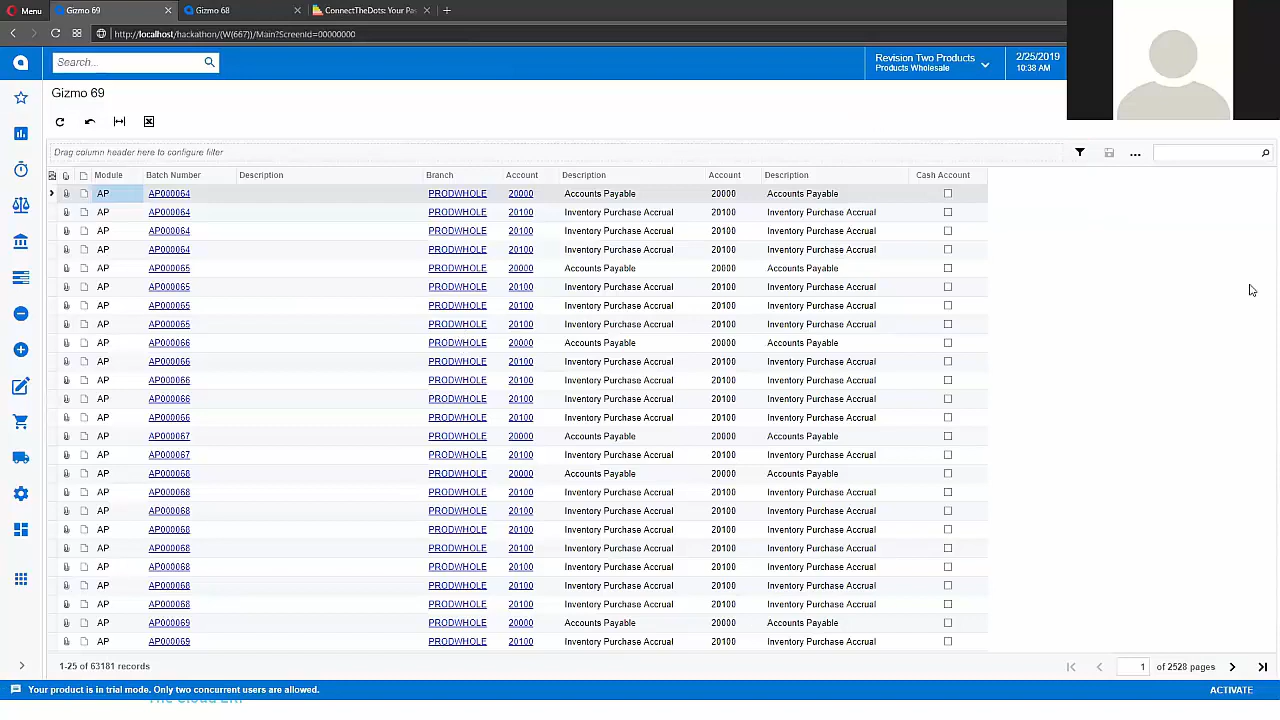 Menu Gizmo 69 Gizmo 68 ConnectTheDots: Your Pa
http://localhost/hackathon/(W(667))/Main?ScreenId=00000000
Search... Revision Two Products 2/25/2019
Products Wholesale 10:38 AM
Gizmo 69
Drag column header here to configure filter
Module Batch Number Description Branch Account Description Account Description Cash Account
AP AP000064 PRODWHOLE 20000 Accounts Payable 20000 Accounts Payable
AP AP000064 PRODWHOLE 20100 Inventory Purchase Accrual 20100 Inventory Purchase Accrual
AP AP000064 PRODWHOLE 20100 Inventory Purchase Accrual 20100 Inventory Purchase Accrual
AP AP000064 PRODWHOLE 20100 Inventory Purchase Accrual 20100 Inventory Purchase Accrual
AP AP000065 PRODWHOLE 20000 Accounts Payable 20000 Accounts Payable
AP AP000065 PRODWHOLE 20100 Inventory Purchase Accrual 20100 Inventory Purchase Accrual
AP AP000065 PRODWHOLE 20100 Inventory Purchase Accrual 20100 Inventory Purchase Accrual
AP AP000065 PRODWHOLE 20100 Inventory Purchase Accrual 20100 Inventory Purchase Accrual
AP AP000066 PRODWHOLE 20000 Accounts Payable 20000 Accounts Payable
AP AP000066 PRODWHOLE 20100 Inventory Purchase Accrual 20100 Inventory Purchase Accrual
AP AP000066 PRODWHOLE 20100 Inventory Purchase Accrual 20100 Inventory Purchase Accrual
AP AP000066 PRODWHOLE 20100 Inventory Purchase Accrual 20100 Inventory Purchase Accrual
AP AP000066 PRODWHOLE 20100 Inventory Purchase Accrual 20100 Inventory Purchase Accrual
AP AP000067 PRODWHOLE 20000 Accounts Payable 20000 Accounts Payable
AP AP000067 PRODWHOLE 20100 Inventory Purchase Accrual 20100 Inventory Purchase Accrual
AP AP000068 PRODWHOLE 20000 Accounts Payable 20000 Accounts Payable
AP AP000068 PRODWHOLE 20100 Inventory Purchase Accrual 20100 Inventory Purchase Accrual
AP AP000068 PRODWHOLE 20100 Inventory Purchase Accrual 20100 Inventory Purchase Accrual
AP AP000068 PRODWHOLE 20100 Inventory Purchase Accrual 20100 Inventory Purchase Accrual
AP AP000068 PRODWHOLE 20100 Inventory Purchase Accrual 20100 Inventory Purchase Accrual
AP AP000068 PRODWHOLE 20100 Inventory Purchase Accrual 20100 Inventory Purchase Accrual
AP AP000068 PRODWHOLE 20100 Inventory Purchase Accrual 20100 Inventory Purchase Accrual
AP AP000068 PRODWHOLE 20100 Inventory Purchase Accrual 20100 Inventory Purchase Accrual
AP AP000069 PRODWHOLE 20000 Accounts Payable 20000 Accounts Payable
AP AP000069 PRODWHOLE 20100 Inventory Purchase Accrual 20100 Inventory Purchase Accrual
1-25 of 63181 records 1 of 2528 pages
Your product is in trial mode. Only two concurrent users are allowed. ACTIVATE
The Cloud ERP